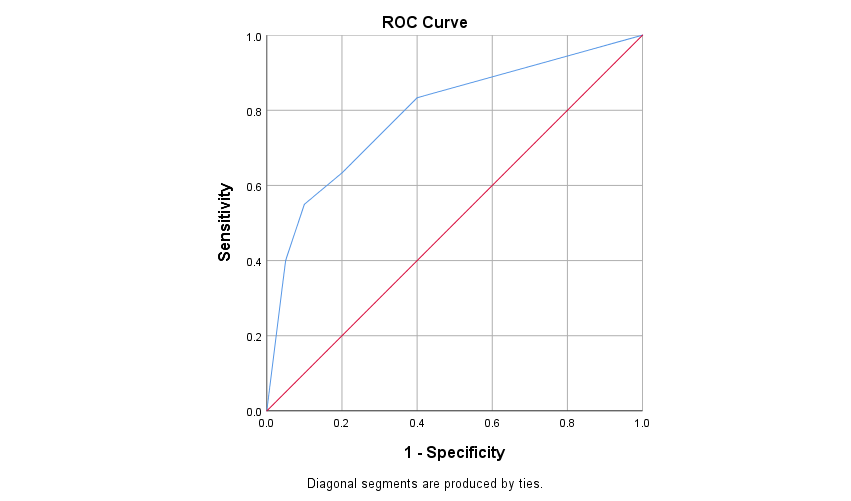 ROC Curve
1.0
0.8
0.6
0.4
0.2
0.0
Sensitivity
0.0 0.2 0.4 0.6 0.8 1.0
1 - Specificity
Diagonal segments are produced by ties.